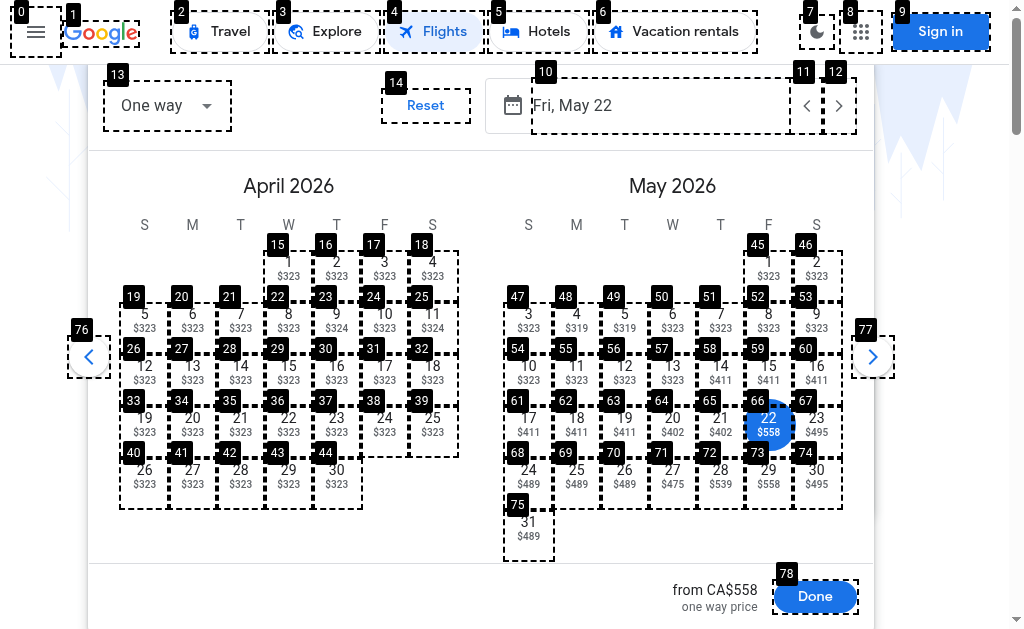 0 1 2 3 4 5 6 7 8 9
Google Travel Explore Flights Hotels Vacation rentals Sign in
13 14 10 11 12
One way Reset Fri, May 22
April 2026
S M T W T F S
15 16 17 18
1 2 3 4
$323 $323 $323 $323
19 20 21 22 23 24 25
5 6 7 8 9 10 11
$323 $323 $323 $323 $324 $323 $324
26 27 28 29 30 31 32
12 13 14 15 16 17 18
$323 $323 $323 $323 $323 $323 $323
33 34 35 36 37 38 39
19 20 21 22 23 24 25
$323 $323 $323 $323 $323 $323 $323
40 41 42 43 44
26 27 28 29 30
$323 $323 $323 $323 $323
May 2026
S M T W T F S
45 46
1 2
$323 $323
47 48 49 50 51 52 53
3 4 5 6 7 8 9
$323 $319 $319 $323 $323 $323 $323
54 55 56 57 58 59 60
10 11 12 13 14 15 16
$323 $323 $323 $323 $411 $411 $411
61 62 63 64 65 66 67
17 18 19 20 21 22 23
$411 $411 $411 $402 $402 $558 $495
68 69 70 71 72 73 74
24 25 26 27 28 29 30
$489 $489 $489 $475 $539 $558 $495
75
31
$489
76 77
78
from CA$558
one way price
Done